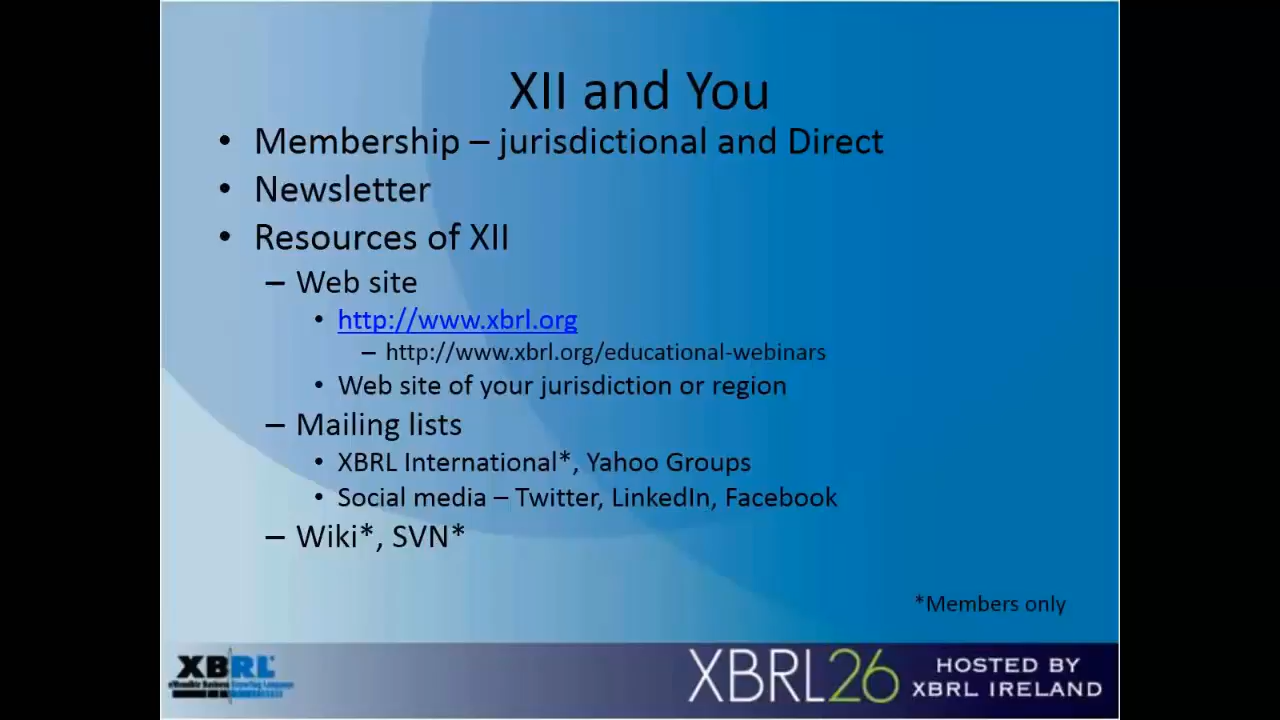 XII and You
• Membership – jurisdictional and Direct
• Newsletter
• Resources of XII
– Web site
• http://www.xbrl.org
– http://www.xbrl.org/educational-webinars
• Web site of your jurisdiction or region
– Mailing lists
• XBRL International*, Yahoo Groups
• Social media – Twitter, LinkedIn, Facebook
– Wiki*, SVN*
*Members only
XBRL
XBRL26
HOSTED BY
XBRL IRELAND